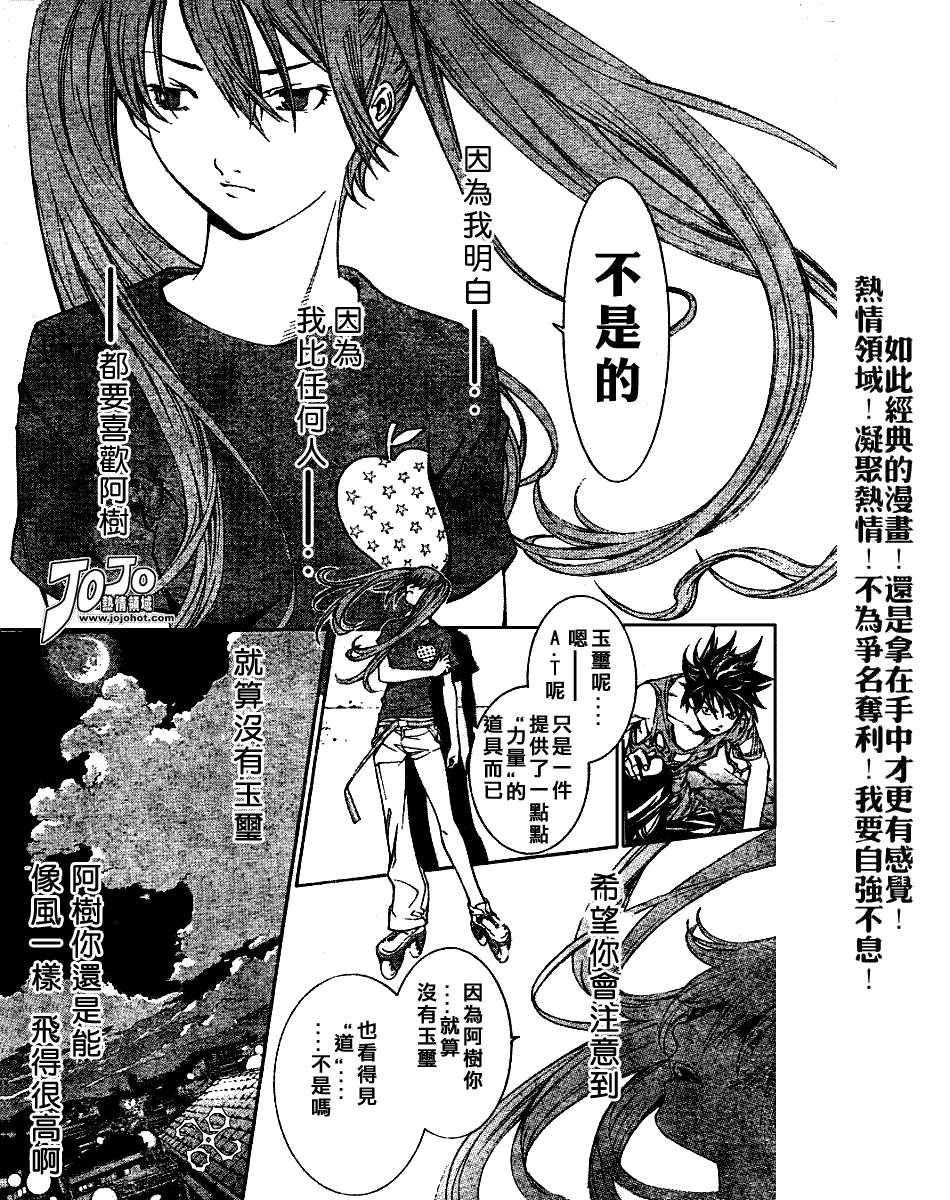 不是的
因為我明白——‥
因為
我比任何人——‥
——都要喜歡阿樹
JOJO
熱情領域
www.jojohot.com
玉璽呢‥‥
嗯——
A.T呢
只是一件
提供了一點點
“力量“的
道具而已
希望你會注意到
因為阿樹你
‥‥就算
沒有玉璽
也看得見
“道“‥‥
‥‥不是嗎
就算沒有玉璽
阿樹你還是能
像風一樣 飛得很高啊
如此經典的漫畫！還是拿在手中才更有感覺！
熱情領域！凝聚熱情！不為爭名奪利！我要自強不息！